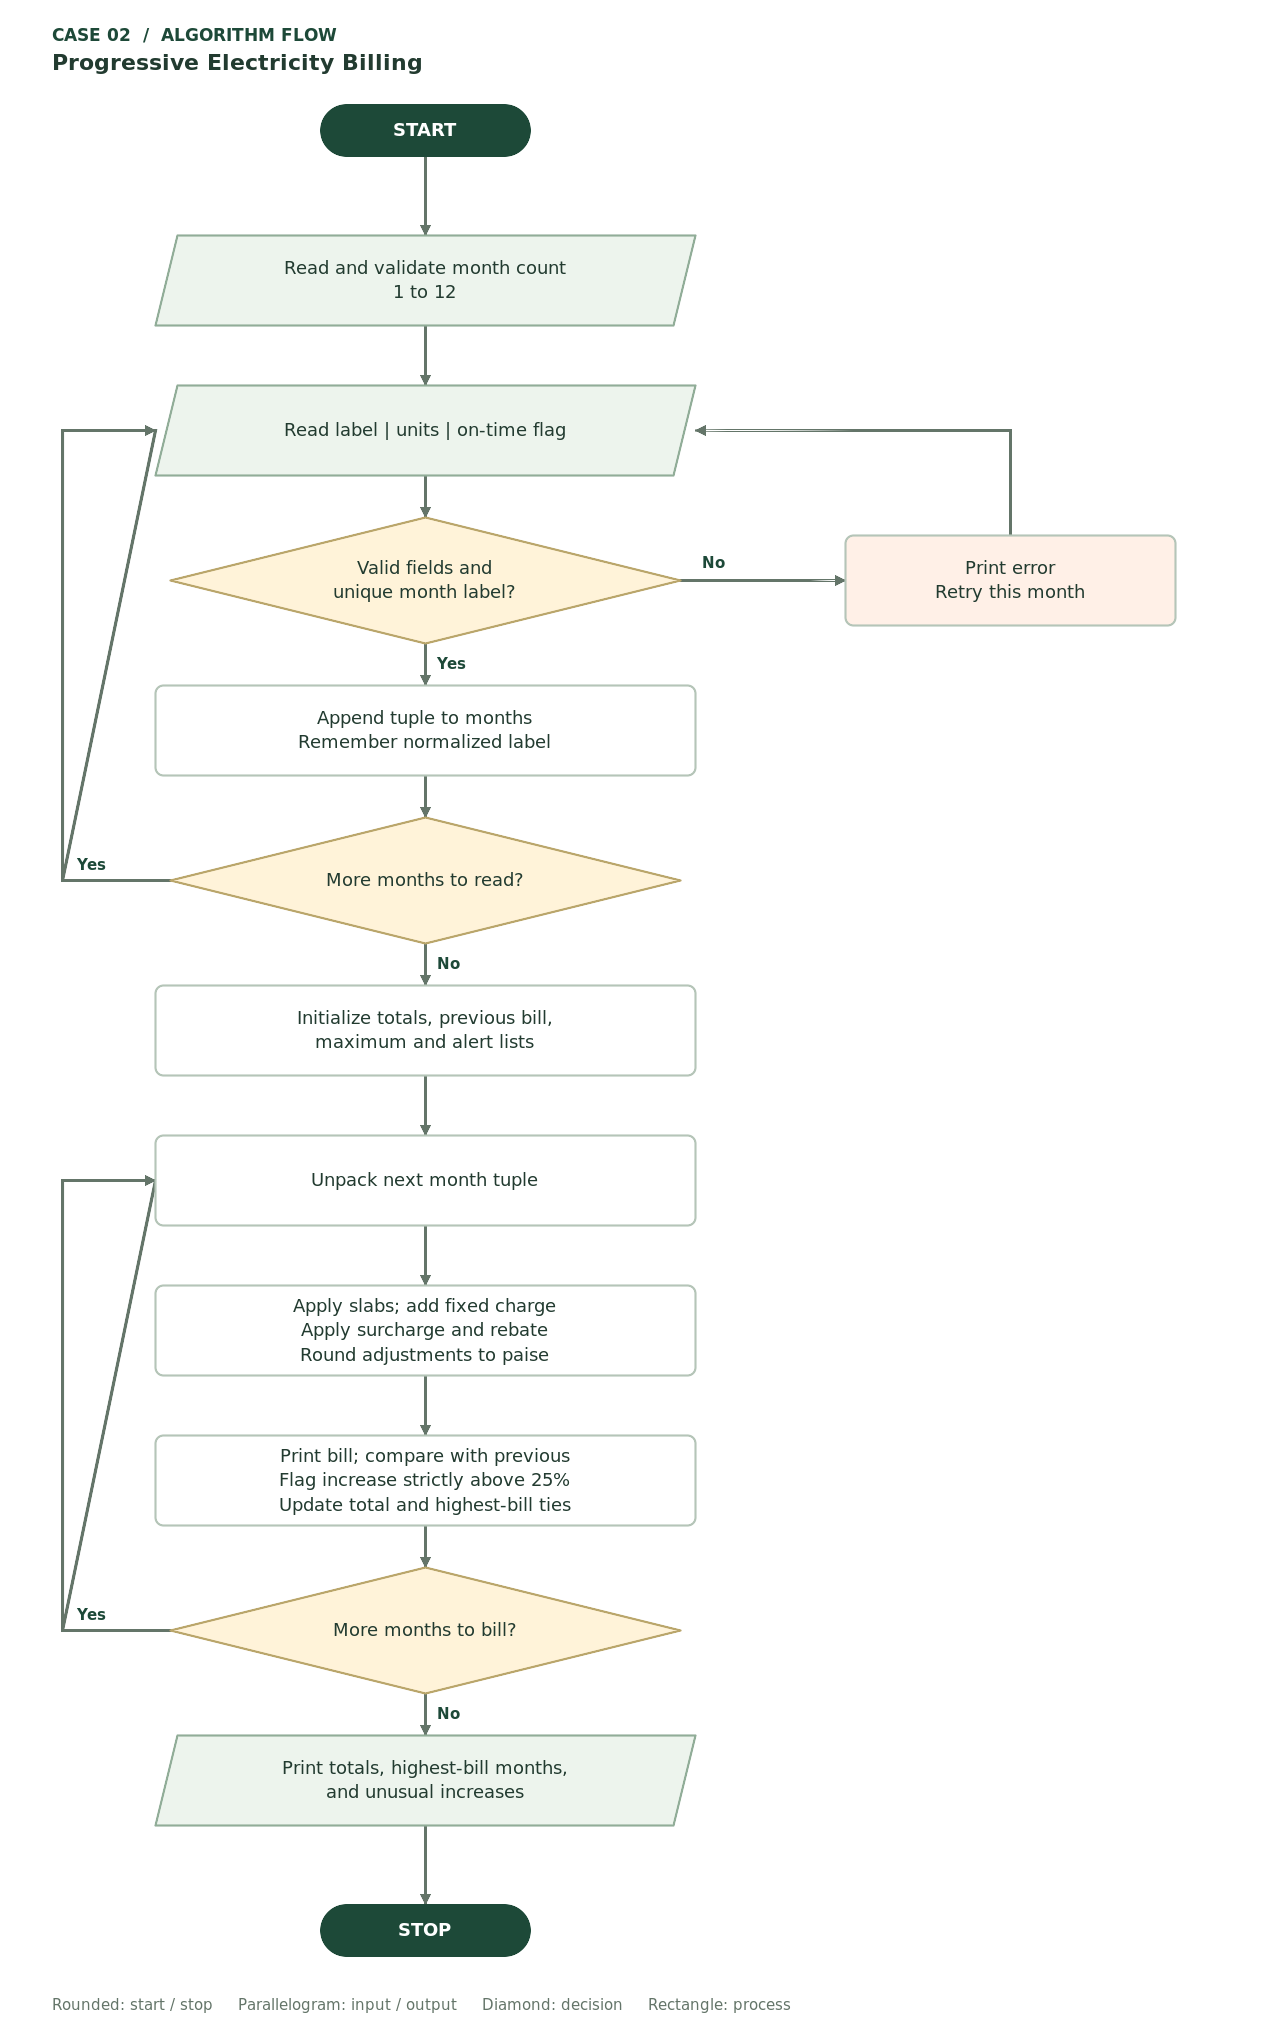 CASE 02 / ALGORITHM FLOW
Progressive Electricity Billing
START
Read and validate month count
1 to 12
Read label | units | on-time flag
Valid fields and
unique month label?
No
Print error
Retry this month
Yes
Append tuple to months
Remember normalized label
More months to read?
Yes
No
Initialize totals, previous bill,
maximum and alert lists
Unpack next month tuple
Apply slabs; add fixed charge
Apply surcharge and rebate
Round adjustments to paise
Print bill; compare with previous
Flag increase strictly above 25%
Update total and highest-bill ties
More months to bill?
Yes
No
Print totals, highest-bill months,
and unusual increases
STOP
Rounded: start / stop Parallelogram: input / output Diamond: decision Rectangle: process